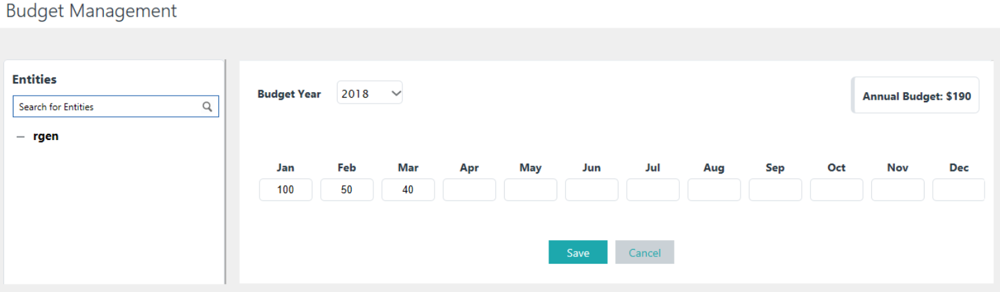 Budget Management
Entities
Search for Entities
rgen
Budget Year 2018
Annual Budget: $190
Jan Feb Mar Apr May Jun Jul Aug Sep Oct Nov Dec
100 50 40
Save Cancel